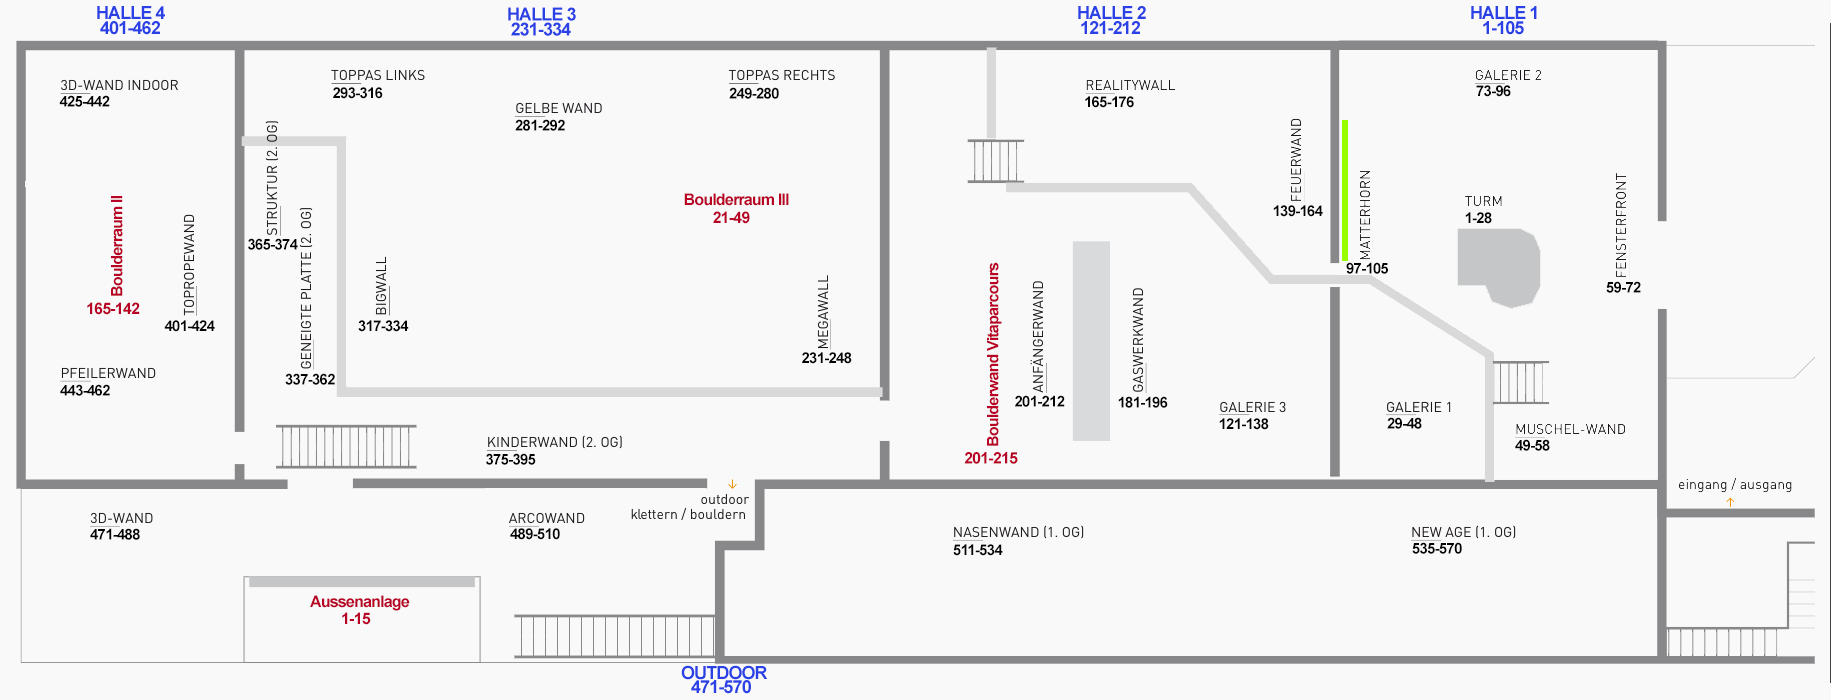 HALLE 4
401-462
HALLE 3
231-334
HALLE 2
121-212
HALLE 1
1-105
3D-WAND INDOOR
425-442
Boulderraum II
165-142
TOPROPEWAND
401-424
PFEILERWAND
443-462
TOPPAS LINKS
293-316
GELBE WAND
281-292
TOPPAS RECHTS
249-280
STRUKTUR (2. OG)
365-374
GENEIGTE PLATTE (2. OG)
337-362
BIGWALL
317-334
Boulderraum III
21-49
MEGAWALL
231-248
KINDERWAND (2. OG)
375-395
REALITYWALL
165-176
FEUERWAND
139-164
Boulderwand Vitaparcours
201-215
ANFÄNGERWAND
201-212
GASWERKWAND
181-196
GALERIE 3
121-138
GALERIE 2
73-96
MATTERHORN
97-105
TURM
1-28
FENSTERFRONT
59-72
GALERIE 1
29-48
MUSCHEL-WAND
49-58
eingang / ausgang
outdoor
klettern / bouldern
3D-WAND
471-488
ARCOWAND
489-510
NASENWAND (1. OG)
511-534
NEW AGE (1. OG)
535-570
Aussenanlage
1-15
OUTDOOR
471-570